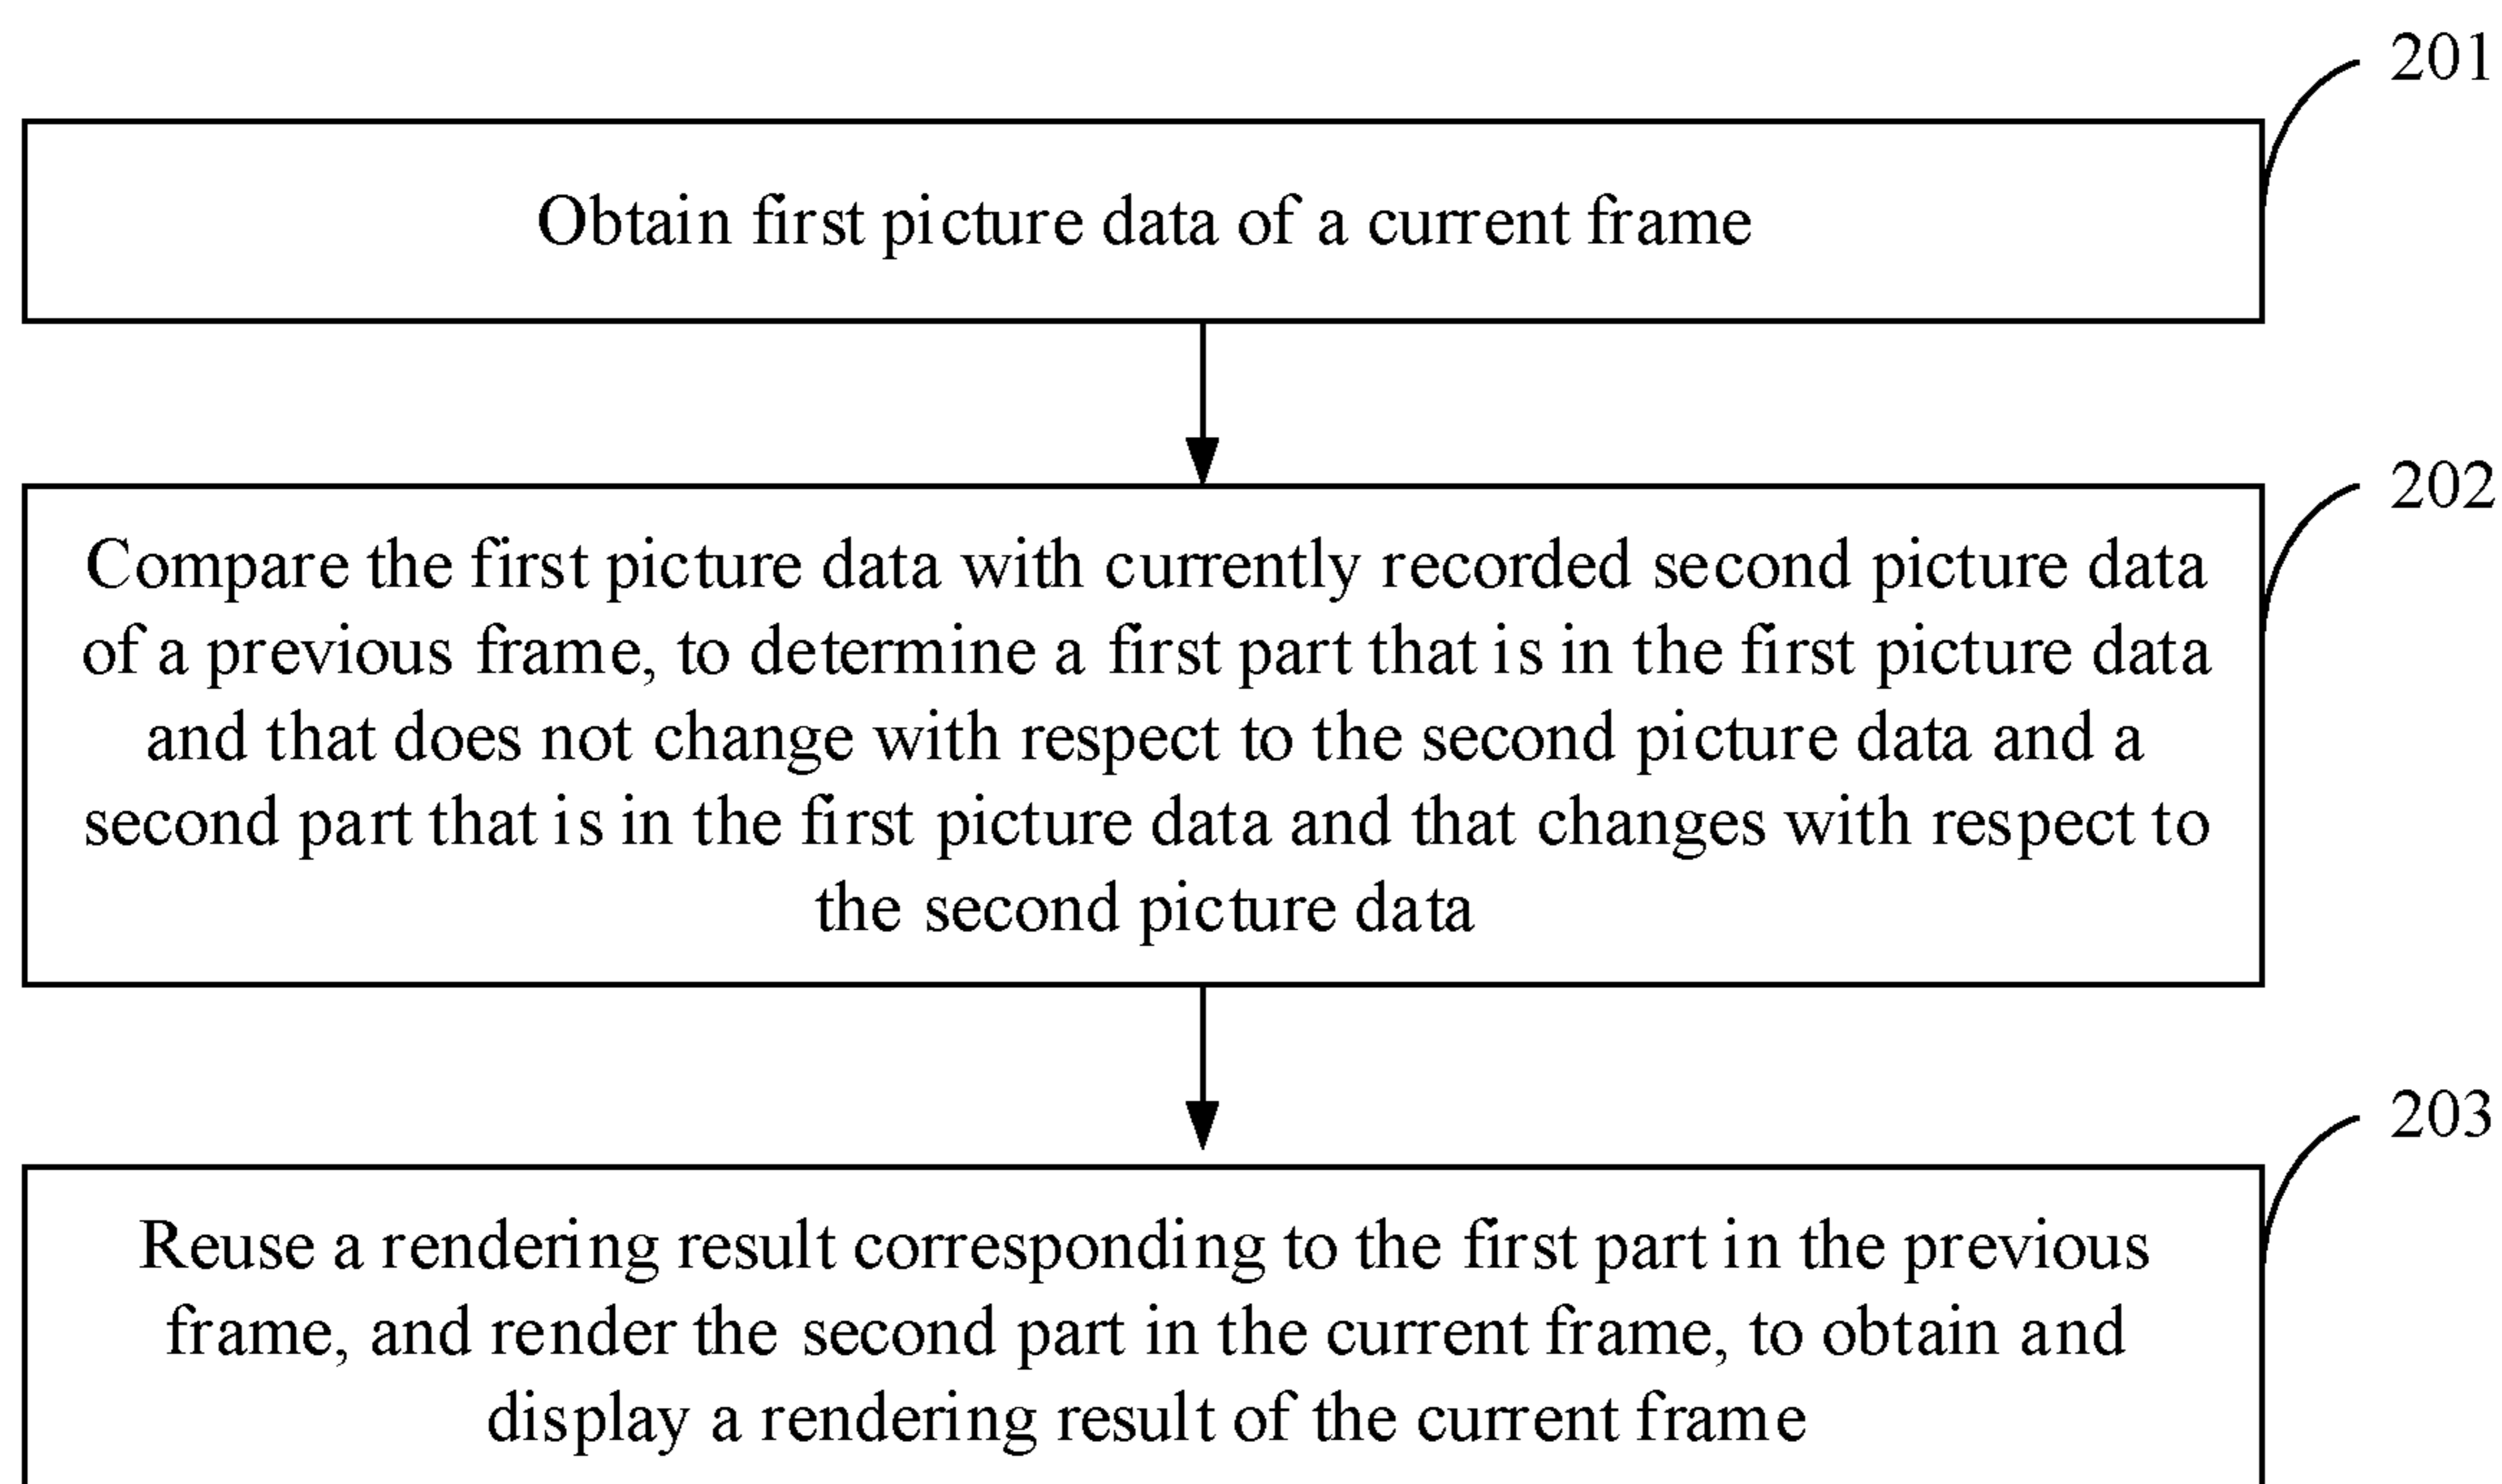 201
Obtain first picture data of a current frame
202
Compare the first picture data with currently recorded second picture data
of a previous frame, to determine a first part that is in the first picture data
and that does not change with respect to the second picture data and a
second part that is in the first picture data and that changes with respect to
the second picture data
203
Reuse a rendering result corresponding to the first part in the previous
frame, and render the second part in the current frame, to obtain and
display a rendering result of the current frame